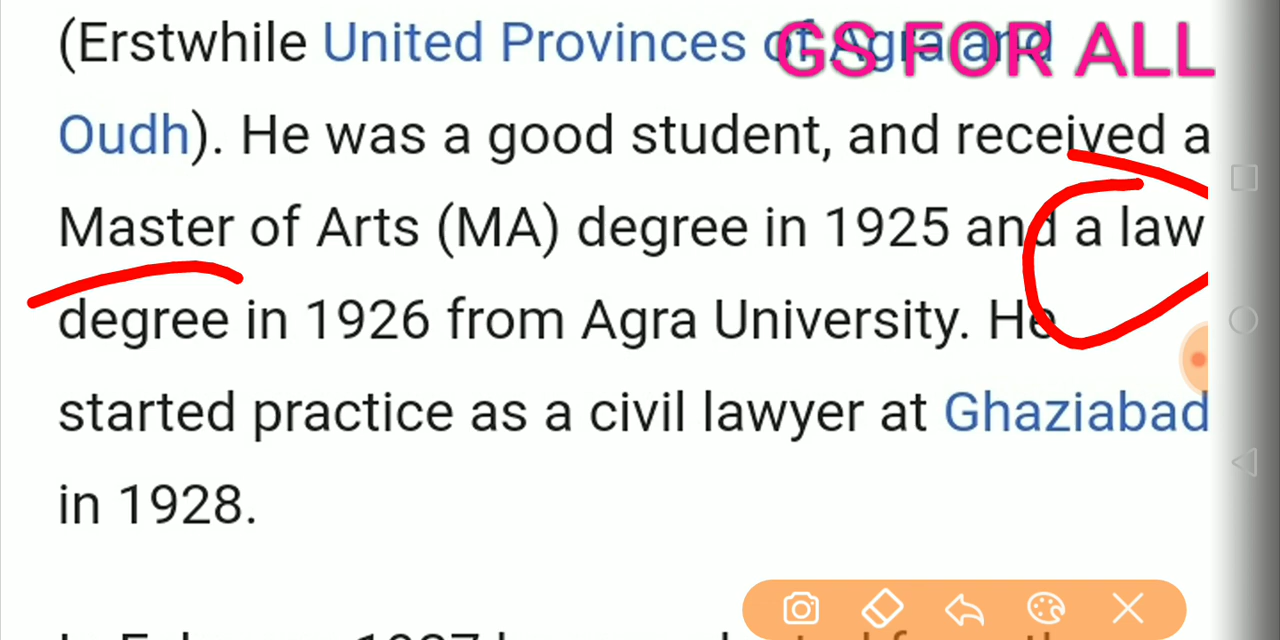 (Erstwhile United Provinces of Agra and
GS FOR ALL
Oudh). He was a good student, and received a
Master of Arts (MA) degree in 1925 and a law
degree in 1926 from Agra University. He
started practice as a civil lawyer at Ghaziabad
in 1928.